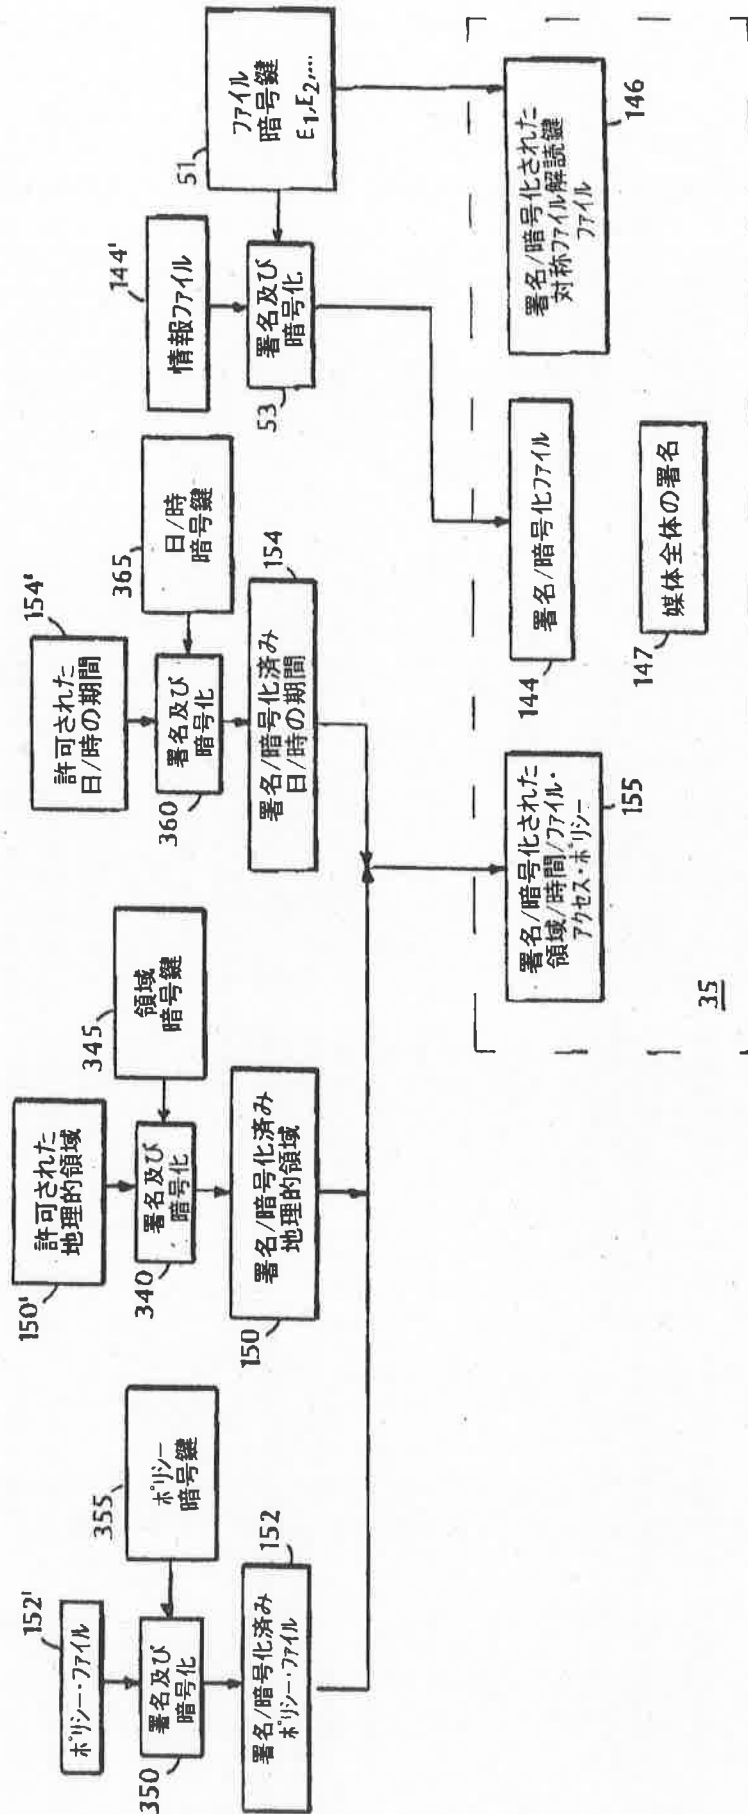 152'
ポリシー・ファイル
355
ポリシー
暗号鍵
350
署名及び
暗号化
152
署名/暗号化済み
ポリシー・ファイル
150'
許可された
地理的領域
345
領域
暗号鍵
340
署名及び
暗号化
150
署名/暗号化済み
地理的領域
154'
許可された
日/時の期間
365
日/時
暗号鍵
360
署名及び
暗号化
154
署名/暗号化済み
日/時の期間
144'
情報ファイル
51
ファイル
暗号鍵
E1,E2,...
53
署名及び
暗号化
155
署名/暗号化された
領域/時間/ファイル・
アクセス・ポリシー
144
署名/暗号化ファイル
146
署名/暗号化された
対称ファイル解読鍵
ファイル
147
媒体全体の署名
35